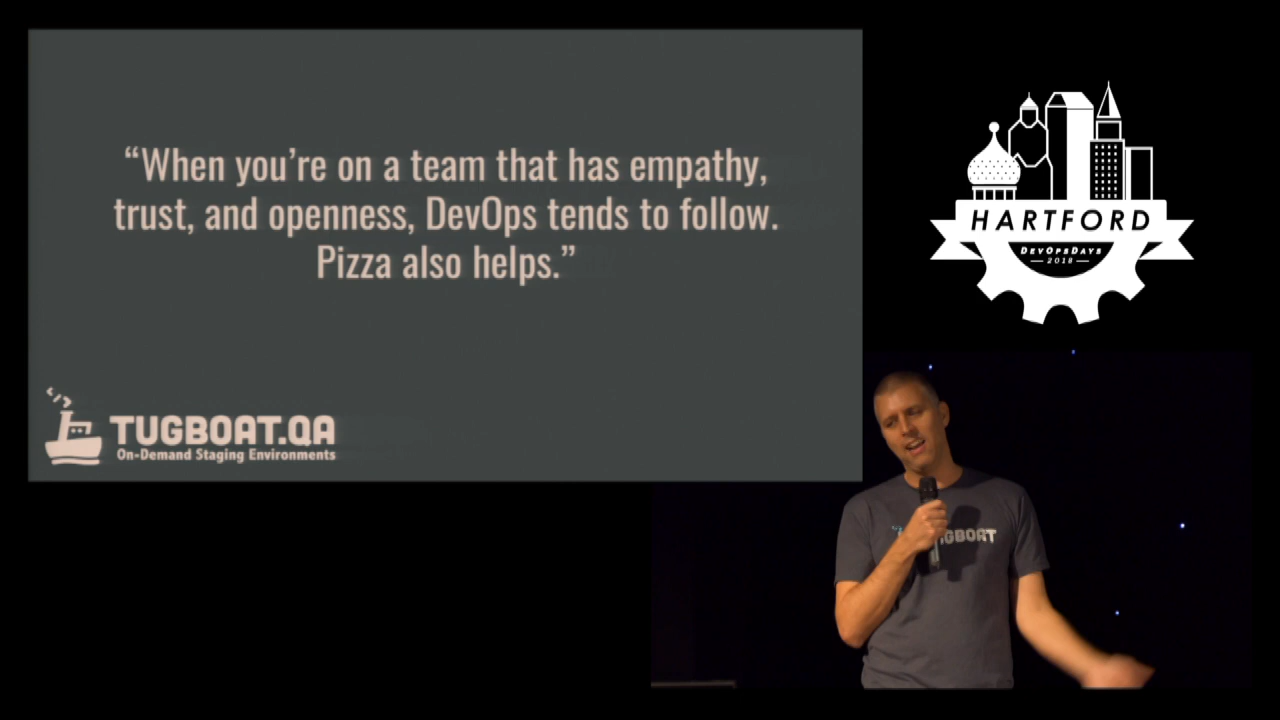 “When you’re on a team that has empathy,
trust, and openness, DevOps tends to follow.
Pizza also helps.”
TUGBOAT.QA
On-Demand Staging Environments
HARTFORD
DEVOPSDAYS
2018
GBOAT